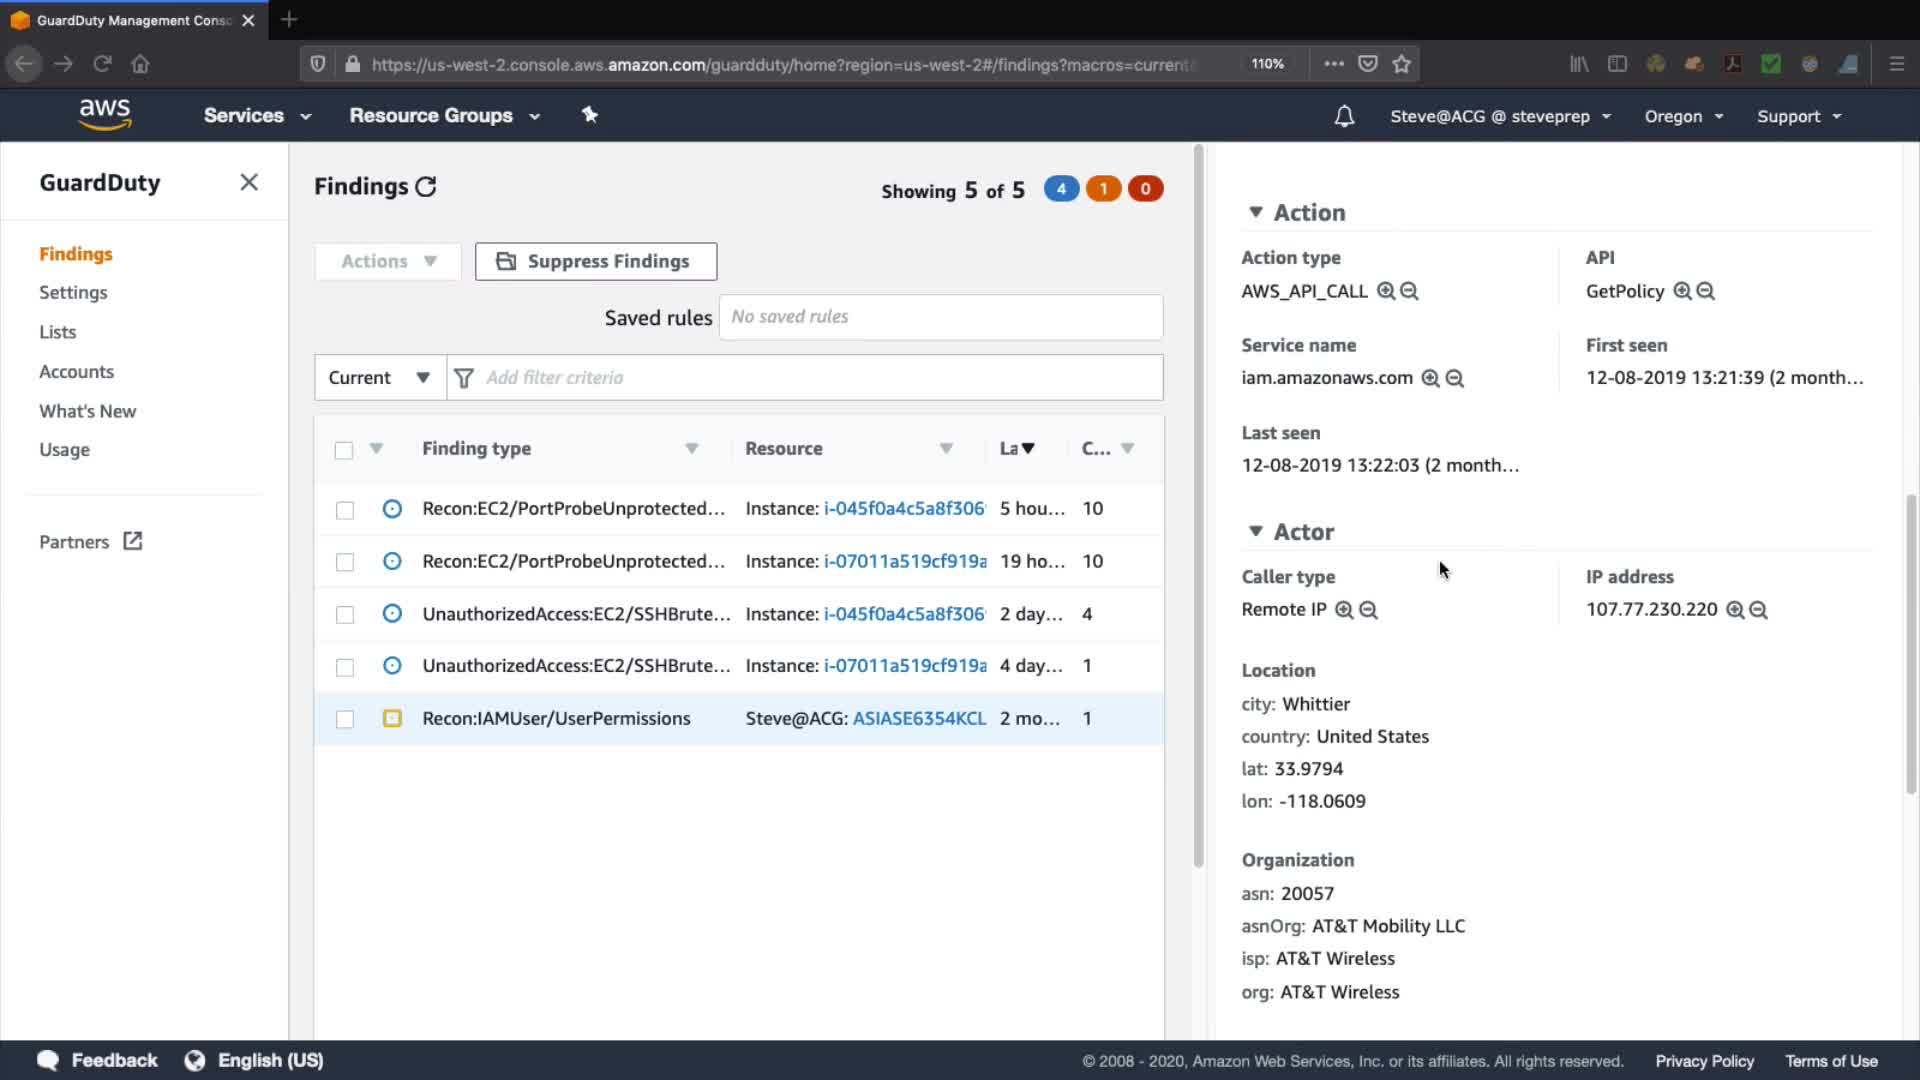 GuardDuty Management Conso
https://us-west-2.console.aws.amazon.com/guardduty/home?region=us-west-2#/findings?macros=current
110%
aws
Services
Resource Groups
Steve@ACG @ steveprep
Oregon
Support
GuardDuty
Findings
Settings
Lists
Accounts
What's New
Usage
Partners
Findings
Showing 5 of 5
4
1
0
Actions
Suppress Findings
Saved rules
No saved rules
Current
Add filter criteria
Finding type
Resource
La
C...
Recon:EC2/PortProbeUnprotected... Instance: i-045f0a4c5a8f306 5 hou... 10
Recon:EC2/PortProbeUnprotected... Instance: i-07011a519cf919a 19 ho... 10
UnauthorizedAccess:EC2/SSHBrute... Instance: i-045f0a4c5a8f306 2 day... 4
UnauthorizedAccess:EC2/SSHBrute... Instance: i-07011a519cf919a 4 day... 1
Recon:IAMUser/UserPermissions Steve@ACG: ASIASE6354KCL 2 mo... 1
Action
Action type
AWS_API_CALL
API
GetPolicy
Service name
iam.amazonaws.com
First seen
12-08-2019 13:21:39 (2 month...
Last seen
12-08-2019 13:22:03 (2 month...
Actor
Caller type
Remote IP
IP address
107.77.230.220
Location
city: Whittier
country: United States
lat: 33.9794
lon: -118.0609
Organization
asn: 20057
asnOrg: AT&T Mobility LLC
isp: AT&T Wireless
org: AT&T Wireless
Feedback
English (US)
© 2008 - 2020, Amazon Web Services, Inc. or its affiliates. All rights reserved.
Privacy Policy
Terms of Use